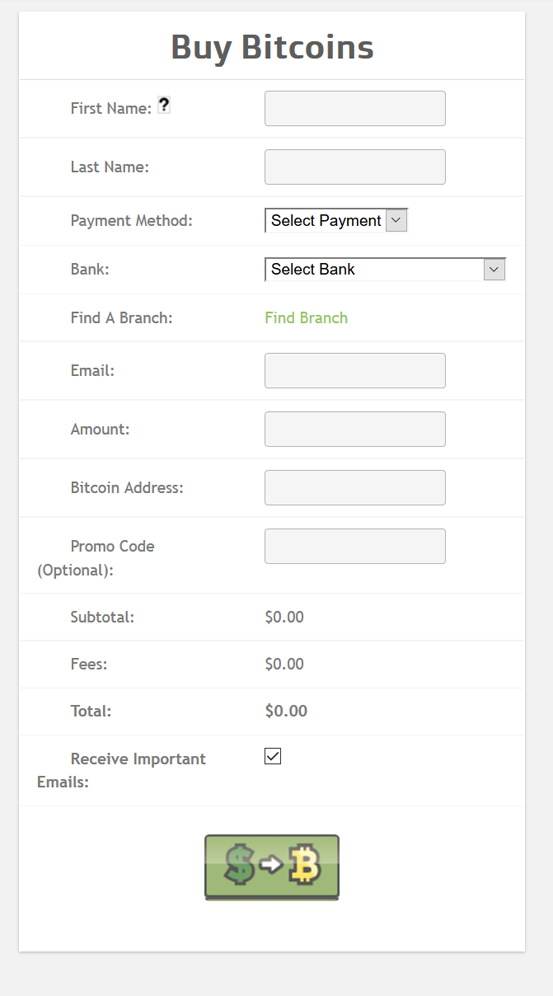 Buy Bitcoins
First Name: ?
Last Name:
Payment Method: Select Payment
Bank: Select Bank
Find A Branch: Find Branch
Email:
Amount:
Bitcoin Address:
Promo Code
(Optional):
Subtotal: $0.00
Fees: $0.00
Total: $0.00
Receive Important
Emails:
$ ₿